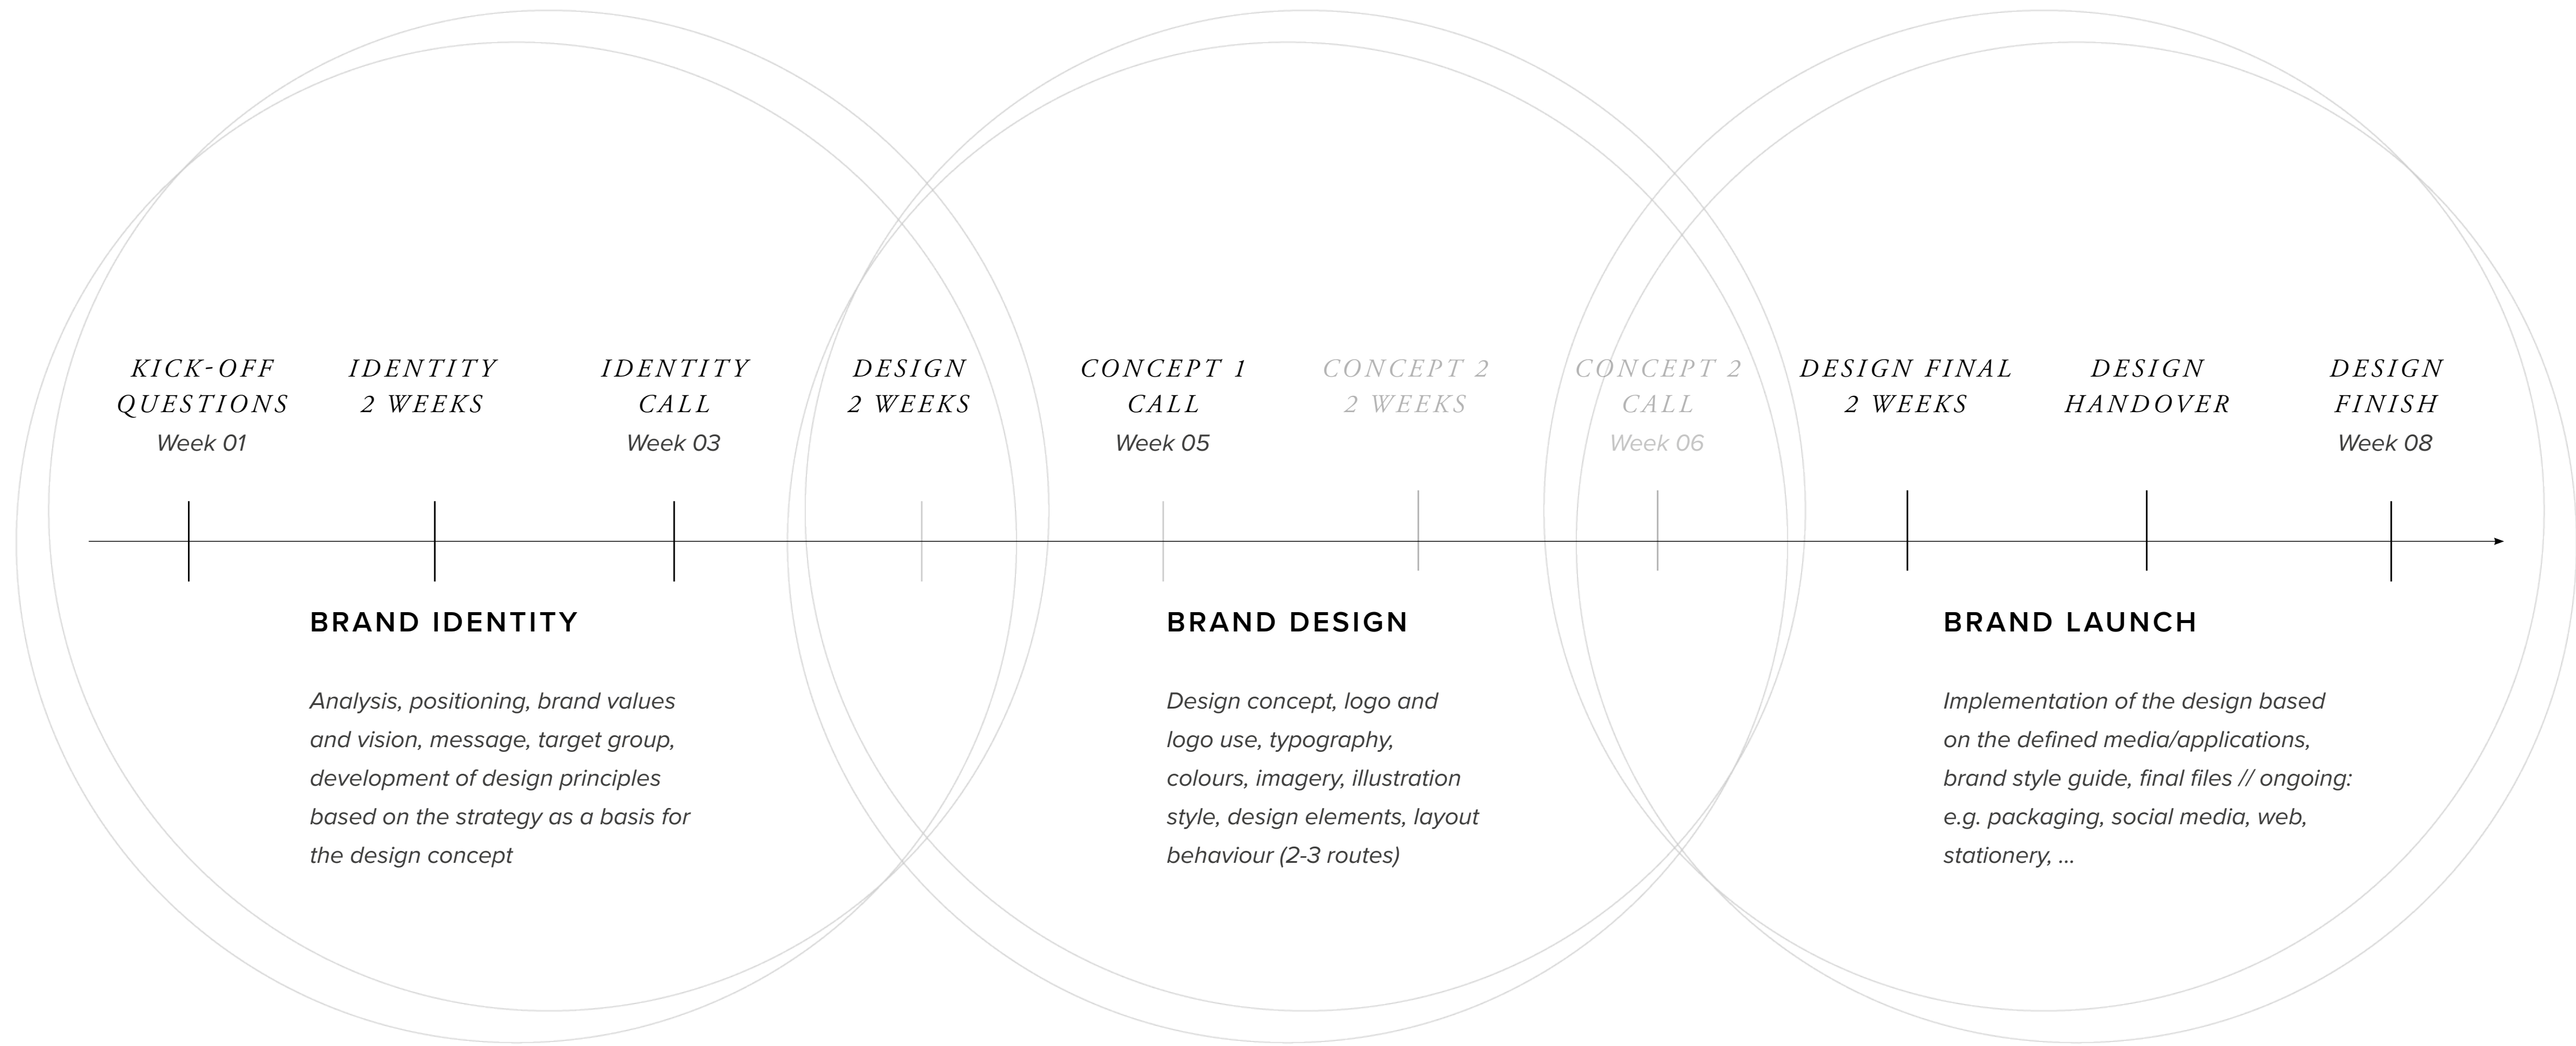 KICK-OFF
QUESTIONS
Week 01
IDENTITY
2 WEEKS
IDENTITY
CALL
Week 03
DESIGN
2 WEEKS
CONCEPT 1
CALL
Week 05
CONCEPT 2
2 WEEKS
CONCEPT 2
CALL
Week 06
DESIGN FINAL
2 WEEKS
DESIGN
HANDOVER
DESIGN
FINISH
Week 08
BRAND IDENTITY
Analysis, positioning, brand values
and vision, message, target group,
development of design principles
based on the strategy as a basis for
the design concept
BRAND DESIGN
Design concept, logo and
logo use, typography,
colours, imagery, illustration
style, design elements, layout
behaviour (2-3 routes)
BRAND LAUNCH
Implementation of the design based
on the defined media/applications,
brand style guide, final files // ongoing:
e.g. packaging, social media, web,
stationery, ...